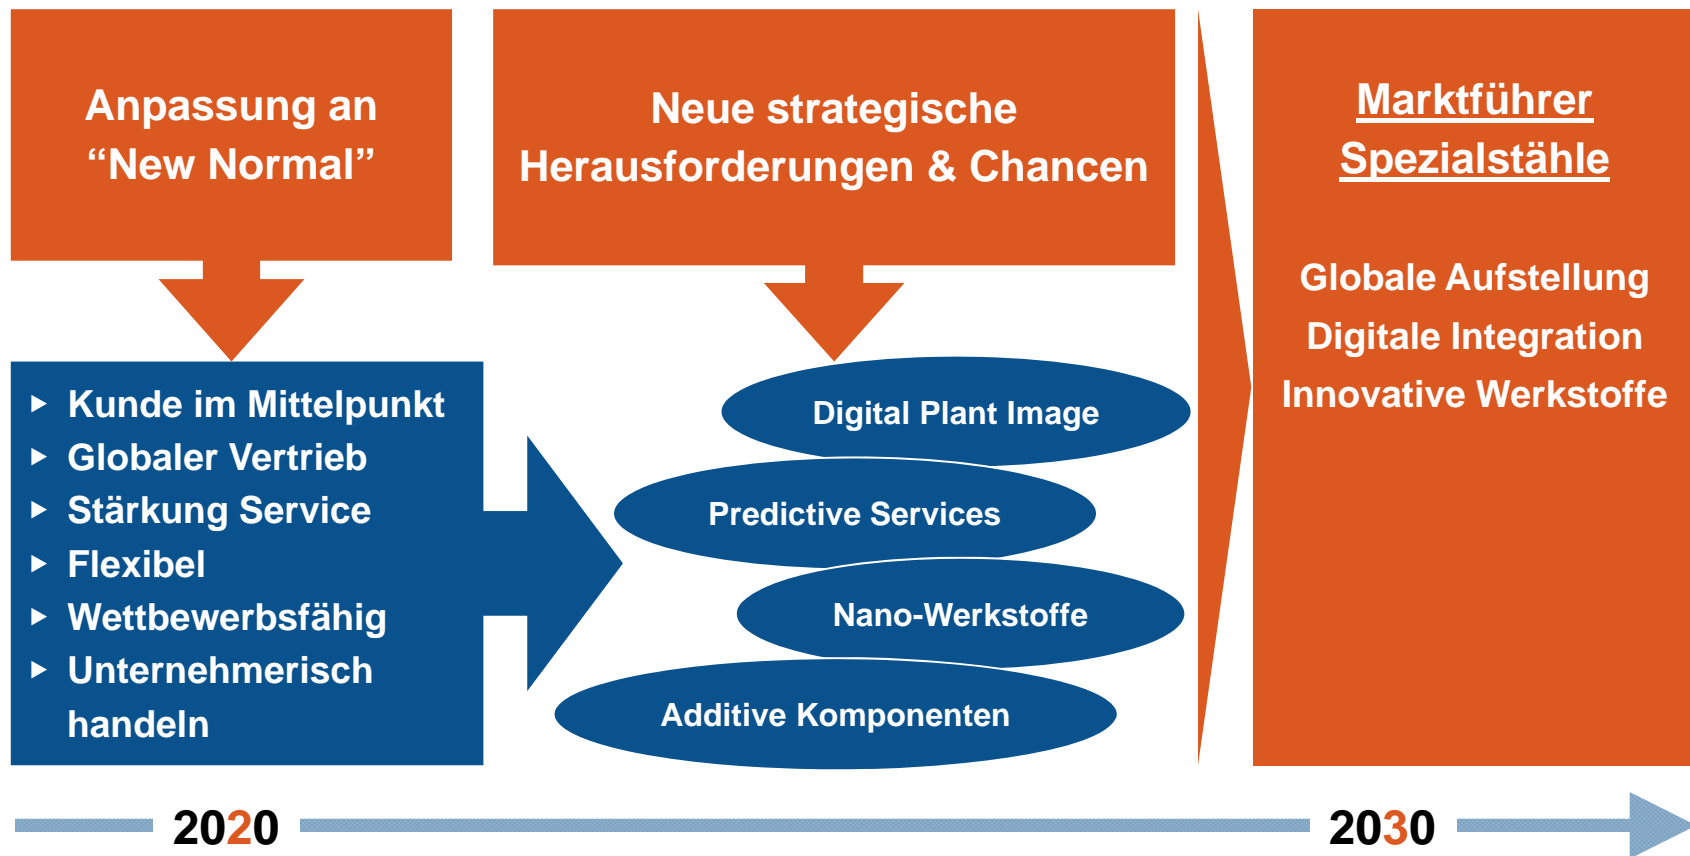 Anpassung an
“New Normal”
Neue strategische
Herausforderungen & Chancen
Marktführer
Spezialstähle
Globale Aufstellung
Digitale Integration
Innovative Werkstoffe
Kunde im Mittelpunkt
Globaler Vertrieb
Stärkung Service
Flexibel
Wettbewerbsfähig
Unternehmerisch
handeln
Digital Plant Image
Predictive Services
Nano-Werkstoffe
Additive Komponenten
2020
2030